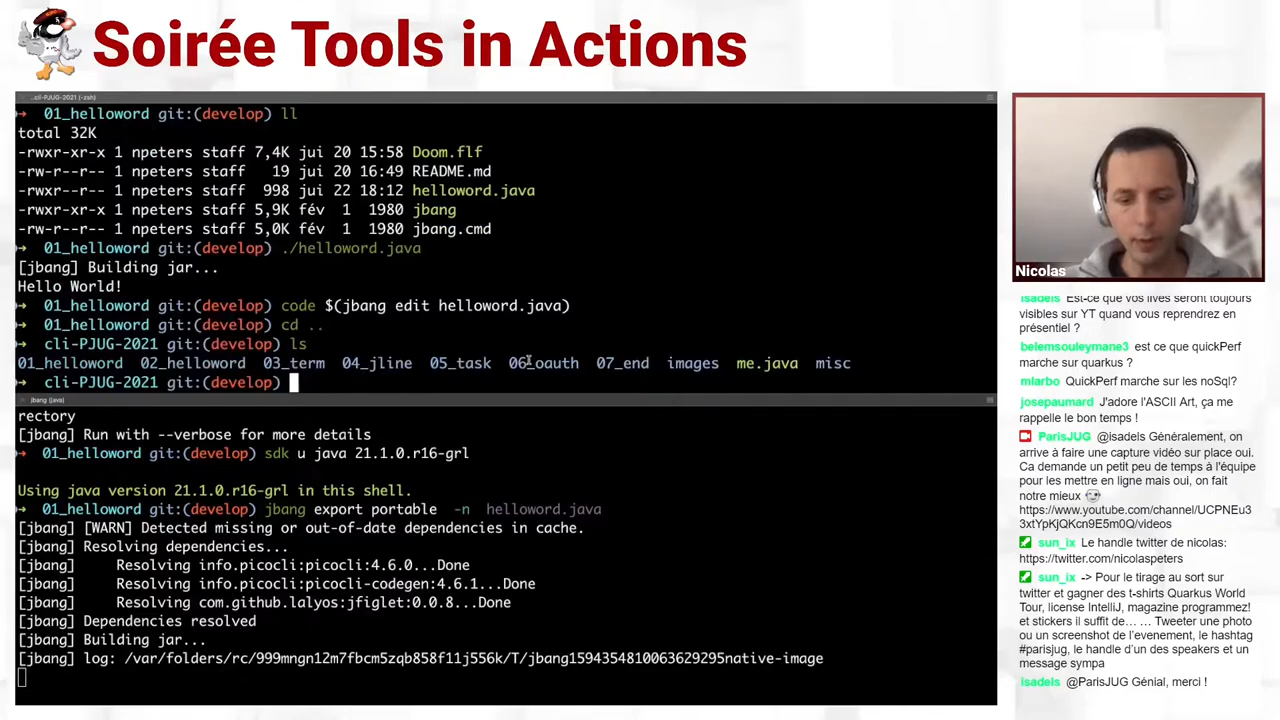 Soirée Tools in Actions
..cli-PJUG-2021 (-zsh)
➜ 01_helloword git:(develop) ll
total 32K
-rwxr-xr-x 1 npeters staff 7,4K jui 20 15:58 Doom.flf
-rw-r--r-- 1 npeters staff 19 jui 20 16:49 README.md
-rwxr--r-- 1 npeters staff 998 jui 22 18:12 helloword.java
-rwxr-xr-x 1 npeters staff 5,9K fév 1 1980 jbang
-rw-r--r-- 1 npeters staff 5,0K fév 1 1980 jbang.cmd
➜ 01_helloword git:(develop) ./helloword.java
[jbang] Building jar...
Hello World!
➜ 01_helloword git:(develop) code $(jbang edit helloword.java)
➜ 01_helloword git:(develop) cd ..
➜ cli-PJUG-2021 git:(develop) ls
01_helloword 02_helloword 03_term 04_jline 05_task 06_oauth 07_end images me.java misc
➜ cli-PJUG-2021 git:(develop)
jbang (java)
rectory
[jbang] Run with --verbose for more details
➜ 01_helloword git:(develop) sdk u java 21.1.0.r16-grl
Using java version 21.1.0.r16-grl in this shell.
➜ 01_helloword git:(develop) jbang export portable -n helloword.java
[jbang] [WARN] Detected missing or out-of-date dependencies in cache.
[jbang] Resolving dependencies...
[jbang] Resolving info.picocli:picocli:4.6.0...Done
[jbang] Resolving info.picocli:picocli-codegen:4.6.1...Done
[jbang] Resolving com.github.lalyos:jfiglet:0.0.8...Done
[jbang] Dependencies resolved
[jbang] Building jar...
[jbang] log: /var/folders/rc/999mngn12m7fbcm5zqb858f11j556k/T/jbang1594354810063629295native-image
Nicolas
isadels Est-ce que vos lives seront toujours
visibles sur YT quand vous reprendrez en
présentiel ?
belemsouleymane3 est ce que quickPerf
marche sur quarkus ?
mlarbo QuickPerf marche sur les noSql?
josepaumard J'adore l'ASCII Art, ça me
rappelle le bon temps !
ParisJUG @isadels Généralement, on
arrive à faire une capture vidéo sur place oui.
Ca demande un petit peu de temps à l'équipe
pour les mettre en ligne mais oui, on fait
notre mieux
https://www.youtube.com/channel/UCPNEu3
3xtYpKjQKcn9E5m0Q/videos
sun_ix Le handle twitter de nicolas:
https://twitter.com/nicolaspeters
sun_ix -> Pour le tirage au sort sur
twitter et gagner des t-shirts Quarkus World
Tour, license IntelliJ, magazine programmez!
et stickers il suffit de… … Tweeter une photo
ou un screenshot de l'evenement, le hashtag
#parisjug, le handle d'un des speakers et un
message sympa
isadels @ParisJUG Génial, merci !